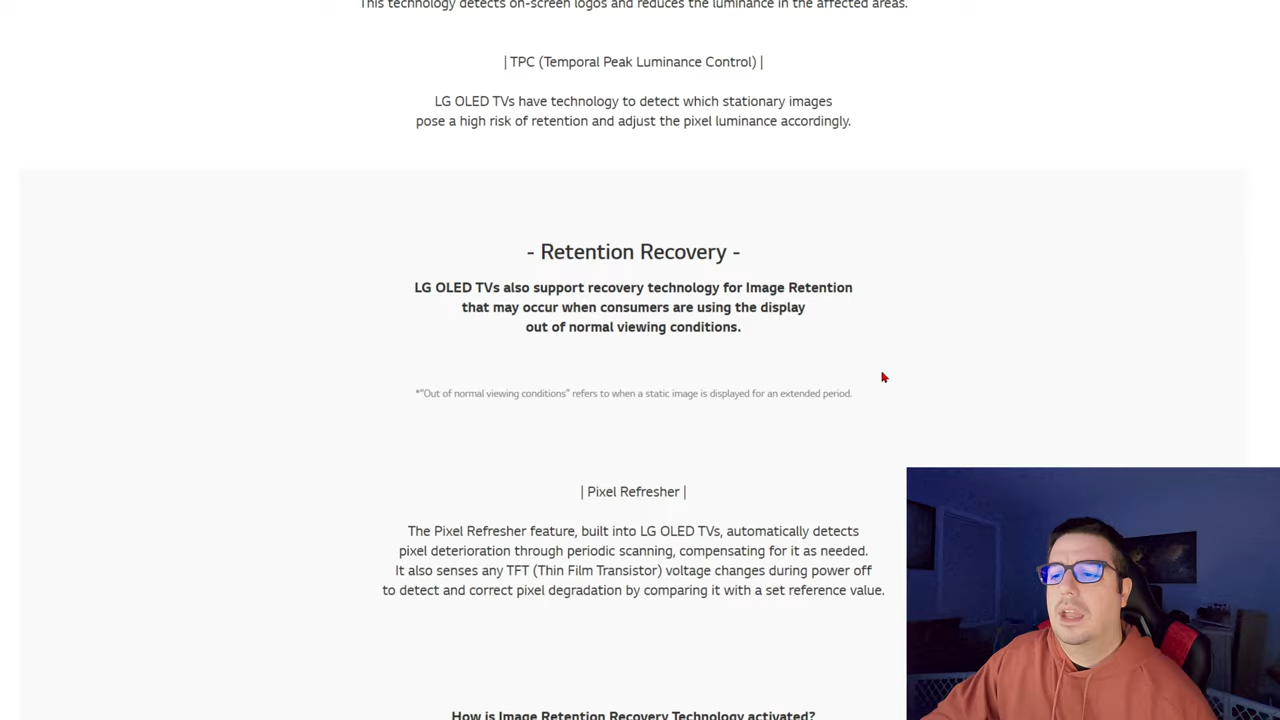 This technology detects on-screen logos and reduces the luminance in the affected areas.
| TPC (Temporal Peak Luminance Control) |
LG OLED TVs have technology to detect which stationary images
pose a high risk of retention and adjust the pixel luminance accordingly.
- Retention Recovery -
LG OLED TVs also support recovery technology for Image Retention
that may occur when consumers are using the display
out of normal viewing conditions.
*"Out of normal viewing conditions" refers to when a static image is displayed for an extended period.
| Pixel Refresher |
The Pixel Refresher feature, built into LG OLED TVs, automatically detects
pixel deterioration through periodic scanning, compensating for it as needed.
It also senses any TFT (Thin Film Transistor) voltage changes during power off
to detect and correct pixel degradation by comparing it with a set reference value.
How is Image Retention Recovery Technology activated?